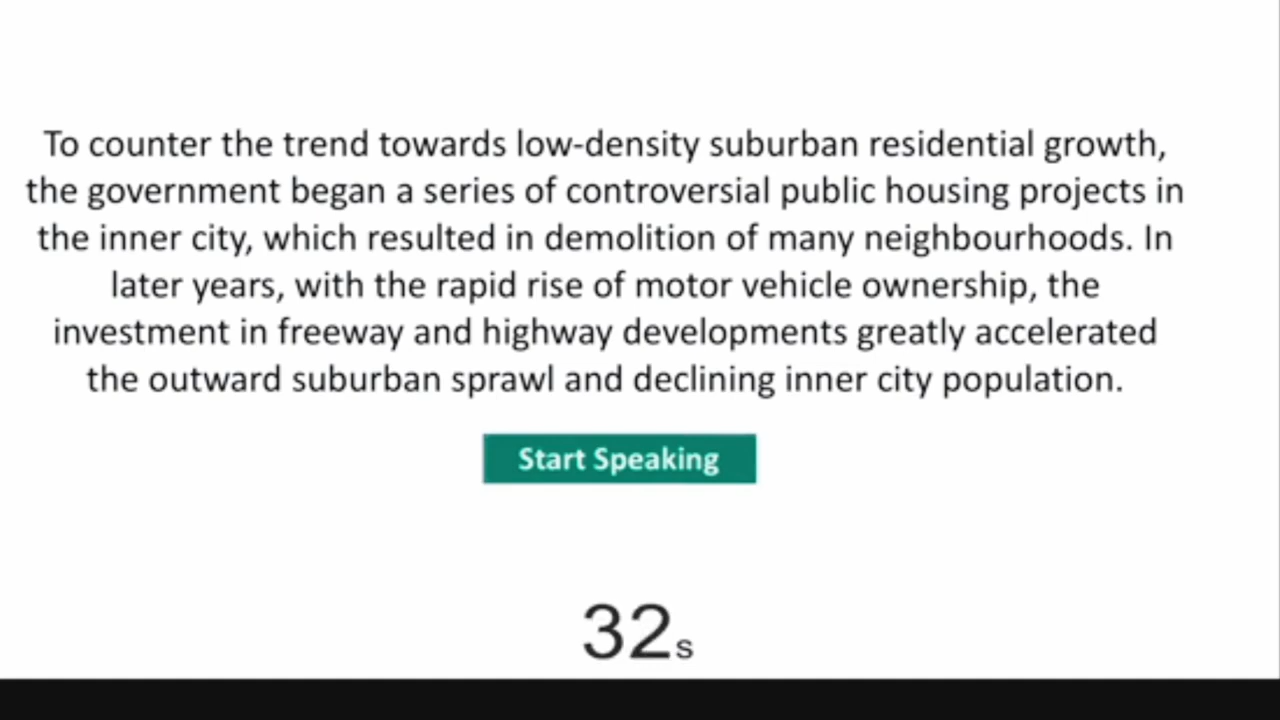 To counter the trend towards low-density suburban residential growth,
the government began a series of controversial public housing projects in
the inner city, which resulted in demolition of many neighbourhoods. In
later years, with the rapid rise of motor vehicle ownership, the
investment in freeway and highway developments greatly accelerated
the outward suburban sprawl and declining inner city population.
Start Speaking
32s